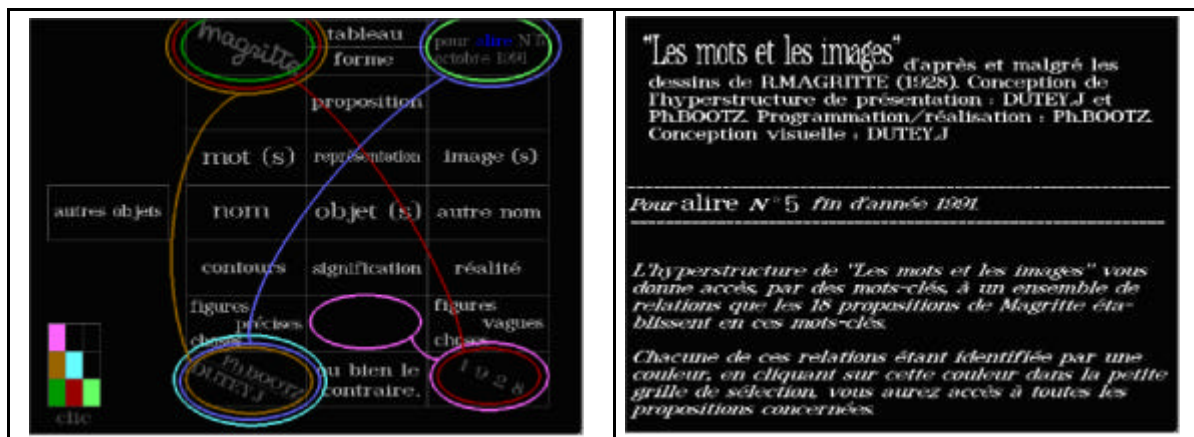 magritte
tableau
pour alire N°5
octobre 1991
forme
proposition
mot (s) représentation image (s)
autres objets nom objet (s) autre nom
contours signification réalité
figures
précises
choses
figures
vagues
choses
Ph.BOOTZ
DUTEY.J
ou bien le
contraire.
1928
clic
"Les mots et les images" d'après et malgré les
dessins de R.MAGRITTE (1928). Conception de
l'hyperstructure de présentation : DUTEY.J et
Ph.BOOTZ. Programmation/réalisation : Ph.BOOTZ.
Conception visuelle : DUTEY.J
Pour alire N°5 fin d'année 1991.
L'hyperstructure de "Les mots et les images" vous
donne accès, par des mots-clés, à un ensemble de
relations que les 18 propositions de Magritte éta-
blissent en ces mots-clés.
Chacune de ces relations étant identifiée par une
couleur, en cliquant sur cette couleur dans la petite
grille de sélection, vous aurez accès à toutes les
propositions concernées.